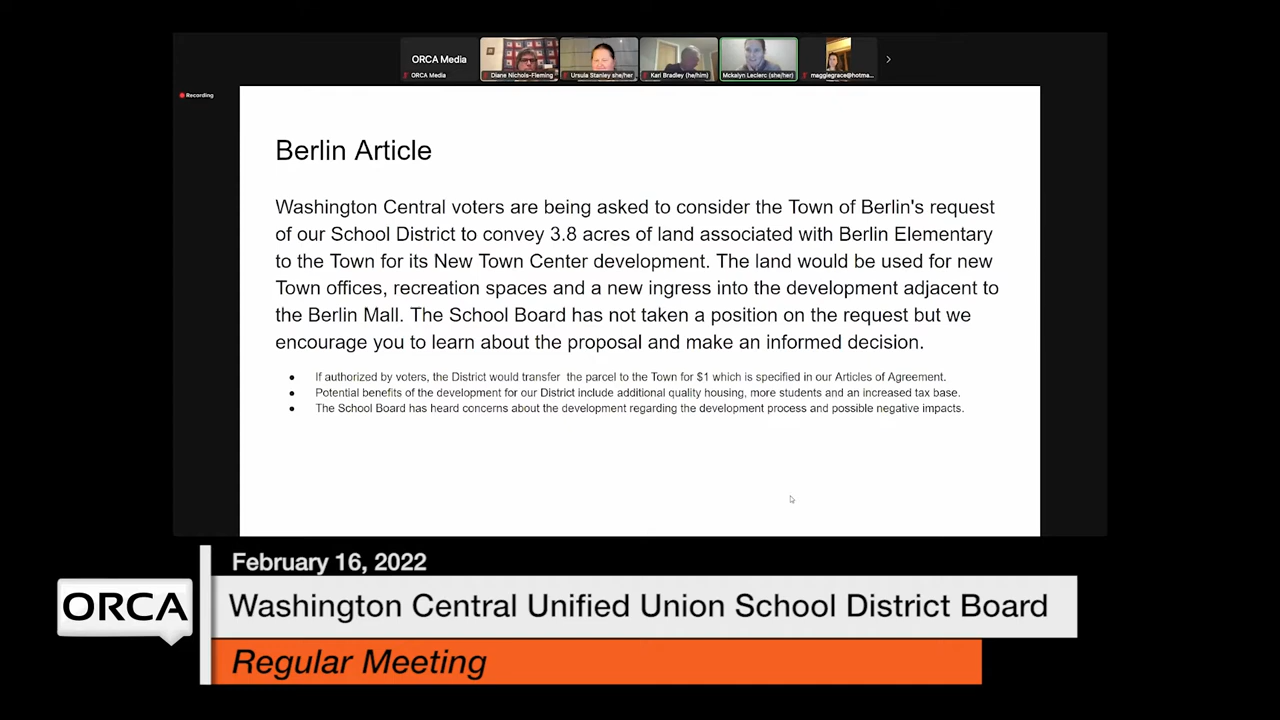 ORCA Media
ORCA Media
Diane Nichols-Fleming
Ursula Stanley she/her
Kari Bradley (he/him)
Mckalyn Leclerc (she/her)
maggiegrace@hotma...
Recording
Berlin Article
Washington Central voters are being asked to consider the Town of Berlin's request
of our School District to convey 3.8 acres of land associated with Berlin Elementary
to the Town for its New Town Center development. The land would be used for new
Town offices, recreation spaces and a new ingress into the development adjacent to
the Berlin Mall. The School Board has not taken a position on the request but we
encourage you to learn about the proposal and make an informed decision.
● If authorized by voters, the District would transfer the parcel to the Town for $1 which is specified in our Articles of Agreement.
● Potential benefits of the development for our District include additional quality housing, more students and an increased tax base.
● The School Board has heard concerns about the development regarding the development process and possible negative impacts.
February 16, 2022
ORCA
Washington Central Unified Union School District Board
Regular Meeting